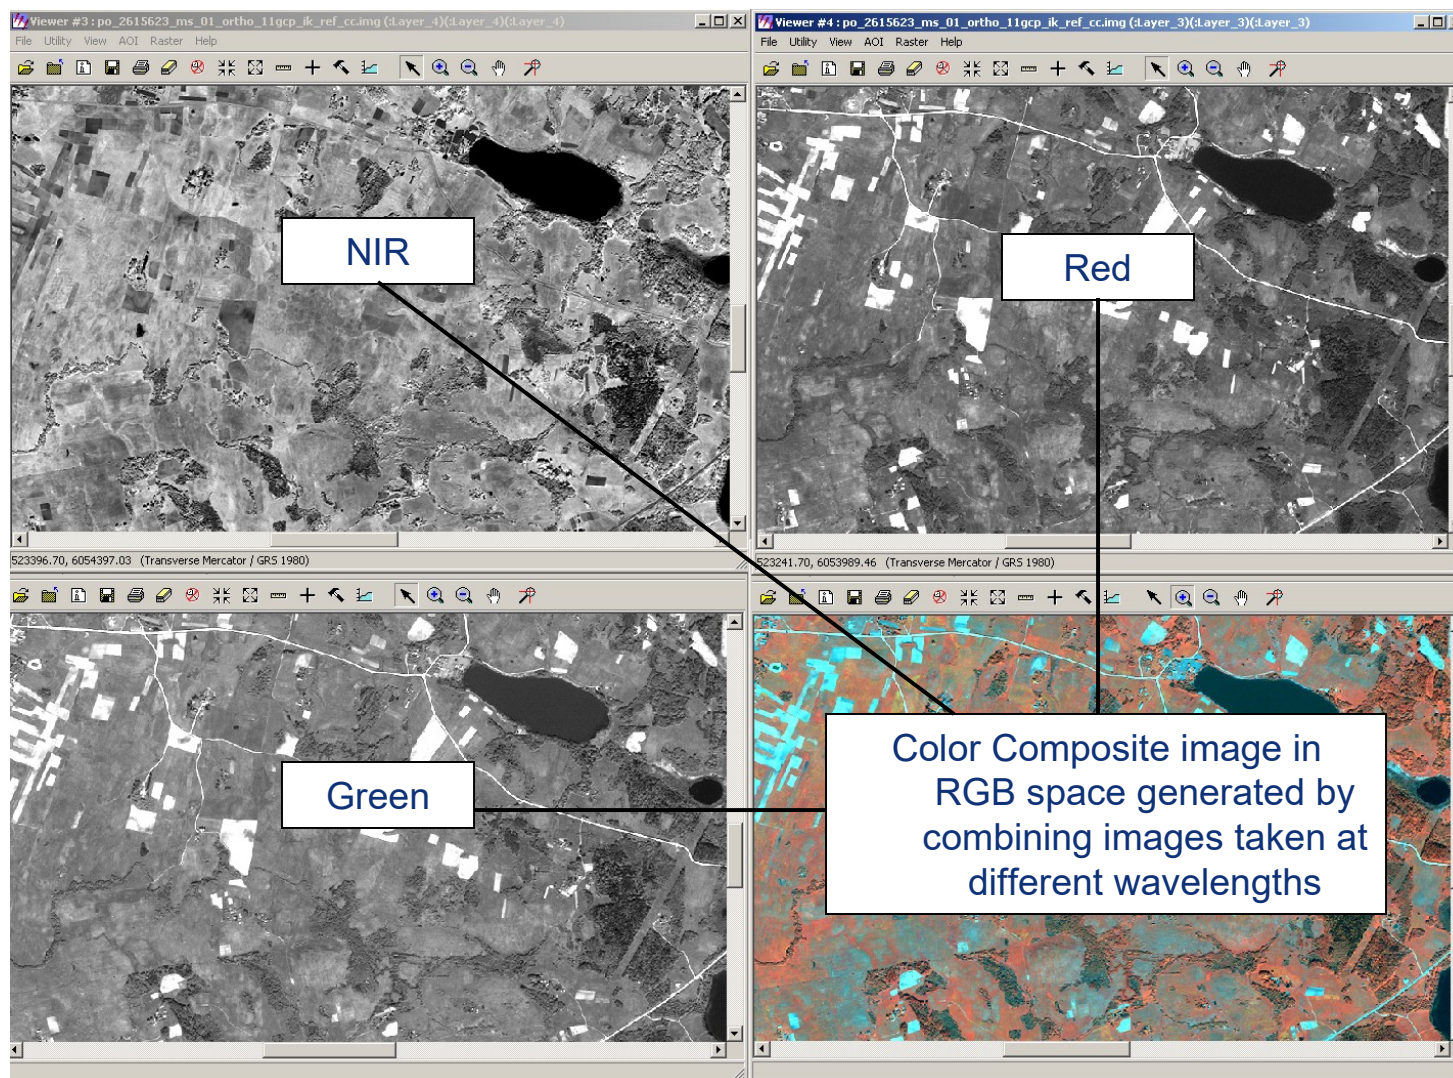 Viewer #3 : po_2615623_ms_01_ortho_11gcp_ik_ref_cc.img (:Layer_4)(:Layer_4)(:Layer_4)
File Utility View AOI Raster Help
Viewer #4 : po_2615623_ms_01_ortho_11gcp_ik_ref_cc.img (:Layer_3)(:Layer_3)(:Layer_3)
File Utility View AOI Raster Help
NIR
Red
523396.70, 6054397.03 (Transverse Mercator / GRS 1980)
523241.70, 6053989.46 (Transverse Mercator / GRS 1980)
Green
Color Composite image in
RGB space generated by
combining images taken at
different wavelengths